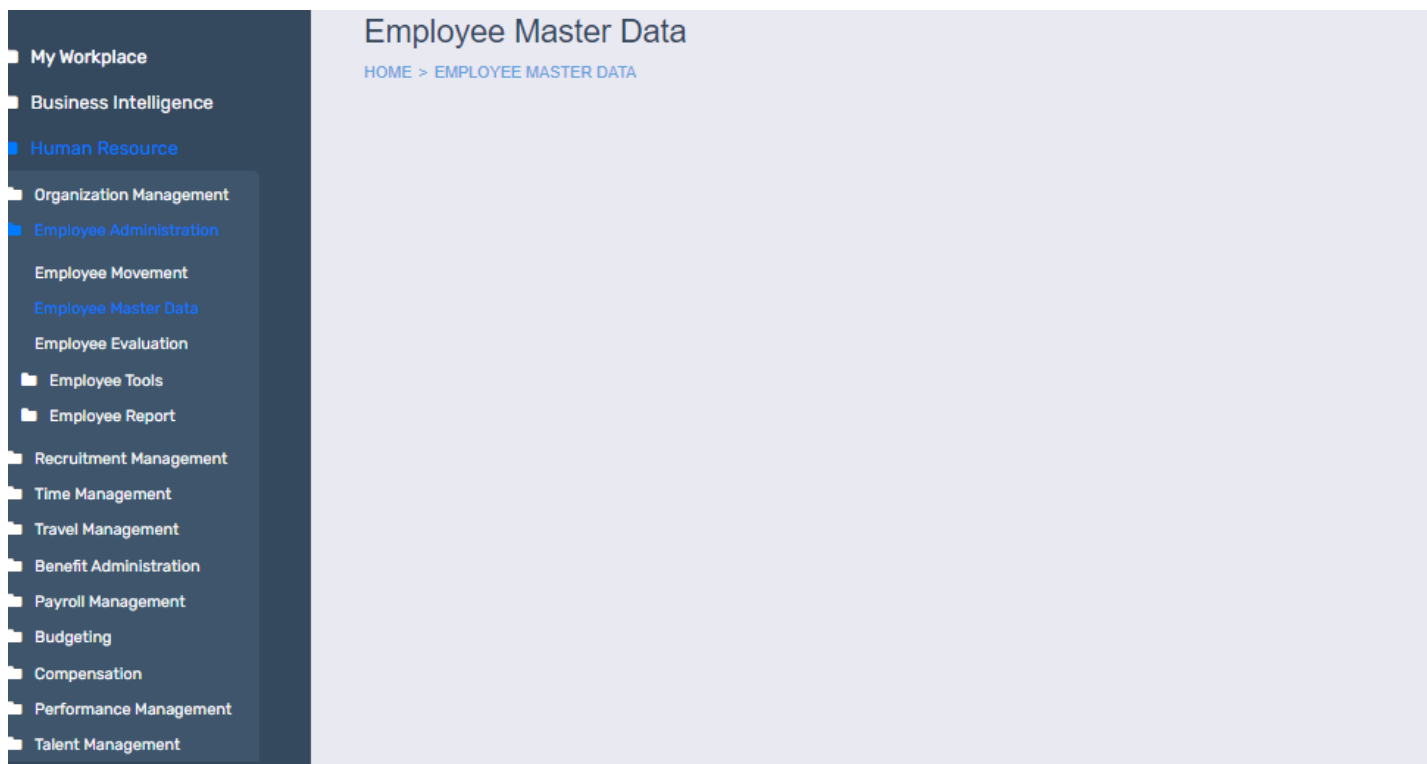 My Workplace
Business Intelligence
Human Resource
Organization Management
Employee Administration
Employee Movement
Employee Master Data
Employee Evaluation
Employee Tools
Employee Report
Recruitment Management
Time Management
Travel Management
Benefit Administration
Payroll Management
Budgeting
Compensation
Performance Management
Talent Management
Employee Master Data
HOME > EMPLOYEE MASTER DATA